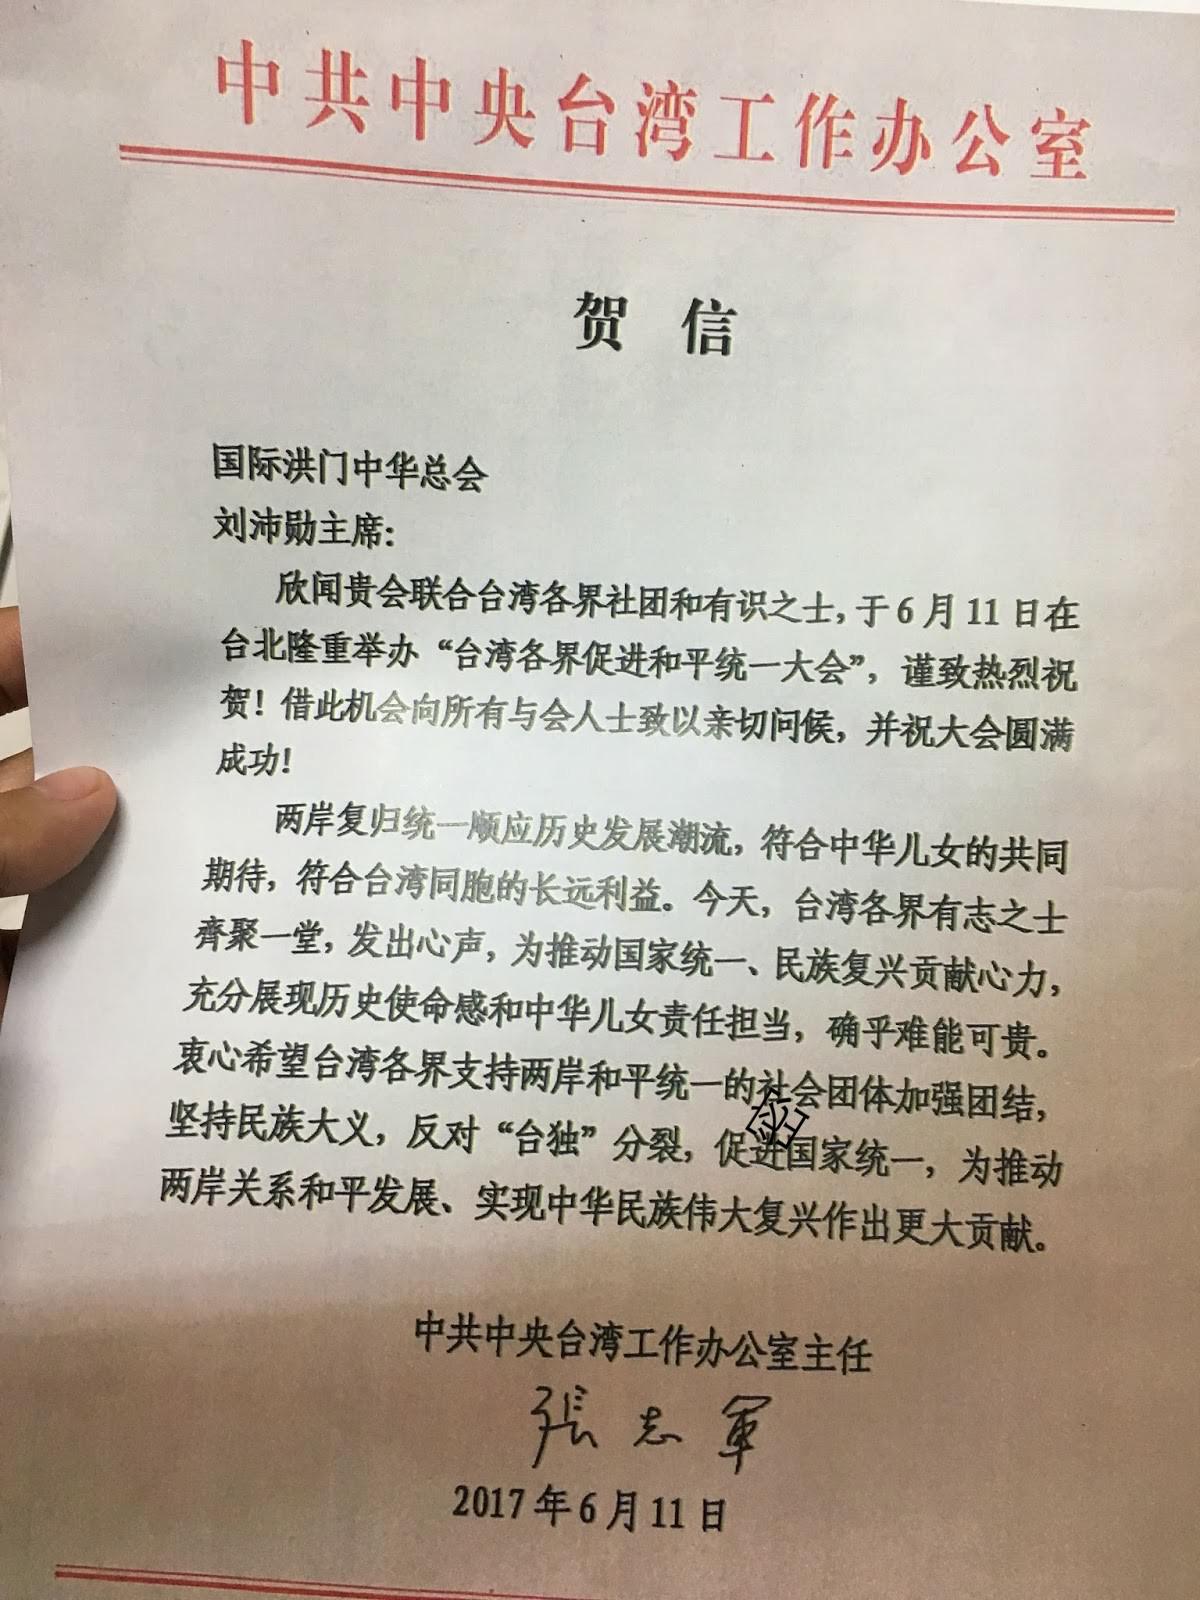 中共中央台湾工作办公室
贺 信
国际洪门中华总会
刘沛勋主席：
欣闻贵会联合台湾各界社团和有识之士，于6月11日在
台北隆重举办“台湾各界促进和平统一大会”，谨致热烈祝
贺！借此机会向所有与会人士致以亲切问候，并祝大会圆满
成功！
两岸复归统一顺应历史发展潮流，符合中华儿女的共同
期待，符合台湾同胞的长远利益。今天，台湾各界有志之士
齐聚一堂，发出心声，为推动国家统一、民族复兴贡献心力，
充分展现历史使命感和中华儿女责任担当，确乎难能可贵。
衷心希望台湾各界支持两岸和平统一的社会团体加强团结，
坚持民族大义，反对“台独”分裂，促进国家统一，为推动
两岸关系和平发展、实现中华民族伟大复兴作出更大贡献。
中共中央台湾工作办公室主任
張志軍
2017年6月11日